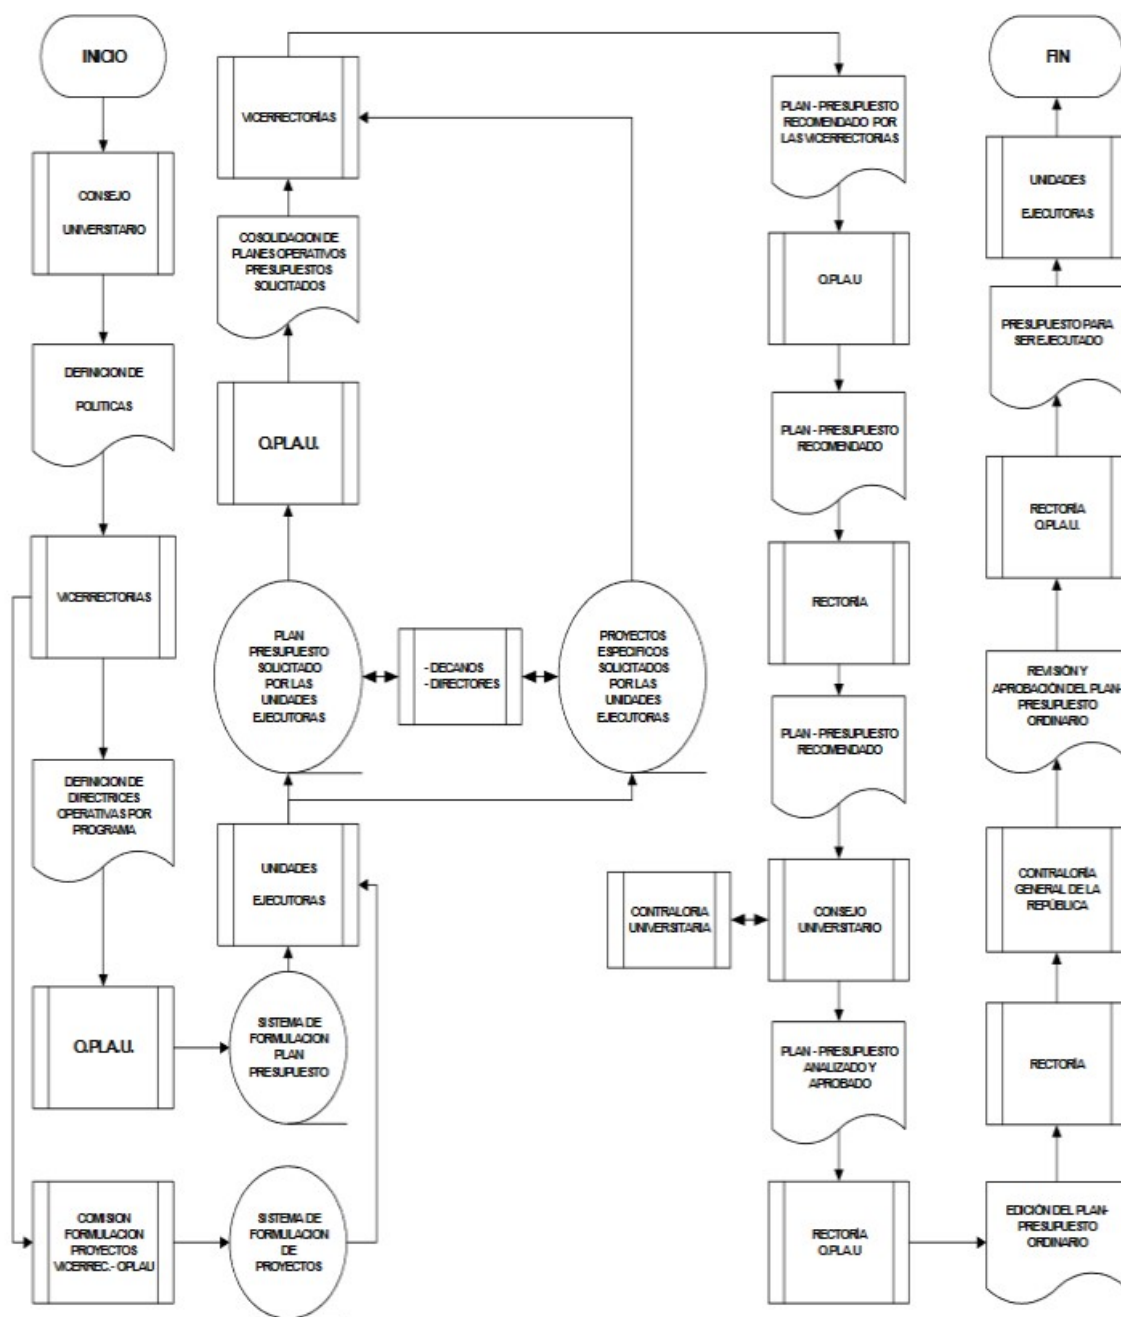 INICIO
CONSEJO
UNIVERSITARIO
DEFINICION DE
POLITICAS
VICERRECTORIAS
DEFINICION DE
DIRECTRICES
OPERATIVAS POR
PROGRAMA
O.PLA.U.
COMISION
FORMULACION
PROYECTOS
VICERREC.- OPLAU
SISTEMA DE
FORMULACION
DE
PROYECTOS
SISTEMA DE
FORMULACION
PLAN
PRESUPUESTO
UNIDADES
EJECUTORAS
PLAN
PRESUPUESTO
SOLICITADO
POR LAS
UNIDADES
EJECUTORAS
- DECANOS
- DIRECTORES
PROYECTOS
ESPECIFICOS
SOLICITADOS
POR LAS
UNIDADES
EJECUTORAS
O.PLA.U.
COSOLIDACION DE
PLANES OPERATIVOS
PRESUPUESTOS
SOLICITADOS
VICERRECTORÍAS
PLAN - PRESUPUESTO
RECOMENDADO POR
LAS VICERRECTORIAS
O.PLA.U
PLAN - PRESUPUESTO
RECOMENDADO
RECTORÍA
PLAN - PRESUPUESTO
RECOMENDADO
CONTRALORIA
UNIVERSITARIA
CONSEJO
UNIVERSITARIO
PLAN - PRESUPUESTO
ANALIZADO Y
APROBADO
RECTORÍA
O.PLA.U
EDICIÓN DEL PLAN-
PRESUPUESTO
ORDINARIO
RECTORÍA
CONTRALORÍA
GENERAL DE LA
REPÚBLICA
REVISIÓN Y
APROBACIÓN DEL PLAN-
PRESUPUESTO
ORDINARIO
RECTORÍA
O.PLA.U.
PRESUPUESTO PARA
SER EJECUTADO
UNIDADES
EJECUTORAS
FIN